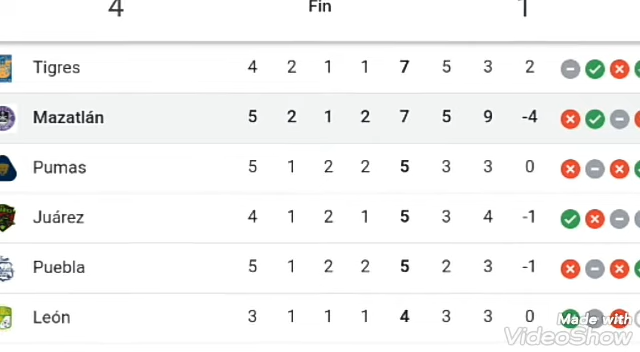 4 Fin 1
Tigres 4 2 1 1 7 5 3 2
Mazatlán 5 2 1 2 7 5 9 -4
Pumas 5 1 2 2 5 3 3 0
Juárez 4 1 2 1 5 3 4 -1
Puebla 5 1 2 2 5 2 3 -1
León 3 1 1 1 4 3 3 0
Made with
VideoShow